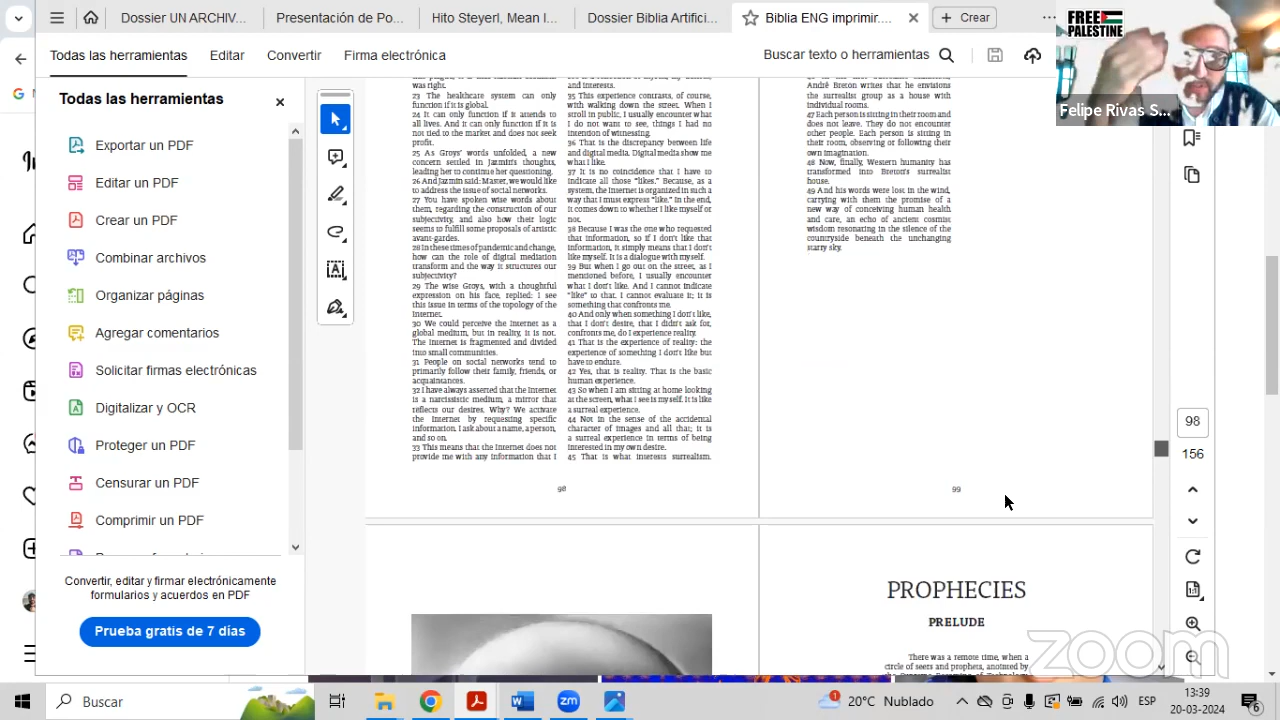 Archivo
Presentación de Po...
Hito Steyerl, Mean I ...
Dossier Biblia Artifici...
Biblia ENG imprimir....
Crear
Todas las herramientas
Editar
Convertir
Firma electrónica
Buscar texto o herramientas
FREE
PALESTINE
Felipe Rivas S...
Todas las herramientas
Exportar un PDF
Editar un PDF
Crear un PDF
Combinar archivos
Organizar páginas
Agregar comentarios
Solicitar firmas electrónicas
Digitalizar y OCR
Proteger un PDF
Censurar un PDF
Comprimir un PDF
Convertir, editar y firmar electrónicamente
formularios y acuerdos en PDF
Prueba gratis de 7 días
was right.
23 The healthcare system can only
function if it is global.
24 It can only function if it attends to
all lives. And it can only function if it is
not tied to the market and does not seek
profit.
25 As Groys' words unfolded, a new
concern settled in Jazmin's thoughts,
leading her to continue her questioning.
26 And Jazmin said: Master, we would like
to address the issue of social networks.
27 You have spoken wise words about
them, regarding the construction of our
subjectivity, and also how their logic
seems to fulfill some proposals of artistic
avant-gardes.
28 In these times of pandemic and change,
how can the role of digital mediation
transform and the way it structures our
subjectivity?
29 The wise Groys, with a thoughtful
expression on his face, replied: I see
this issue in terms of the topology of the
Internet.
30 We could perceive the Internet as a
global medium, but in reality, it is not.
The Internet is fragmented and divided
into small communities.
31 People on social networks tend to
primarily follow their family, friends, or
acquaintances.
32 I have always asserted that the Internet
is a narcissistic medium, a mirror that
reflects our desires. Why? We activate
the Internet by requesting specific
information. I ask about a name, a person,
and so on.
33 This means that the Internet does not
provide me with any information that I
and interests.
35 This experience contrasts, of course,
with walking down the street. When I
stroll in public, I usually encounter what
I do not want to see, things I had no
intention of witnessing.
36 That is the discrepancy between life
and digital media. Digital media show me
what I like.
37 It is no coincidence that I have to
indicate all those "likes." Because, as a
system, the Internet is organized in such a
way that I must express "like." In the end,
it comes down to whether I like myself or
not.
38 Because I was the one who requested
that information, so if I don't like that
information, it simply means that I don't
like myself. It is a dialogue with myself.
39 But when I go out on the street, as I
mentioned before, I usually encounter
what I don't like. And I cannot indicate
"like" to that. I cannot evaluate it; it is
something that confronts me.
40 And only when something I don't like,
that I don't desire, that I didn't ask for,
confronts me, do I experience reality.
41 That is the experience of reality: the
experience of something I don't like but
have to endure.
42 Yes, that is reality. That is the basic
human experience.
43 So when I am sitting at home looking
at the screen, what I see is myself. It is like
a surreal experience.
44 Not in the sense of the accidental
character of images and all that; it is
a surreal experience in terms of being
interested in my own desire.
45 That is what interests surrealism.
98
André Breton writes that he envisions
the surrealist group as a house with
individual rooms.
47 Each person is sitting in their room and
does not leave. They do not encounter
other people. Each person is sitting in
their room, observing or following their
own imagination.
48 Now, finally, Western humanity has
transformed into Breton's surrealist
house.
49 And his words were lost in the wind,
carrying with them the promise of a
new way of conceiving human health
and care, an echo of ancient cosmist
wisdom resonating in the silence of the
countryside beneath the unchanging
starry sky.
99
PROPHECIES
PRELUDE
There was a remote time, when a
circle of seers and prophets, anointed by
98
156
zoom
Buscar
1
20°C Nublado
13:39
20-03-2024
6